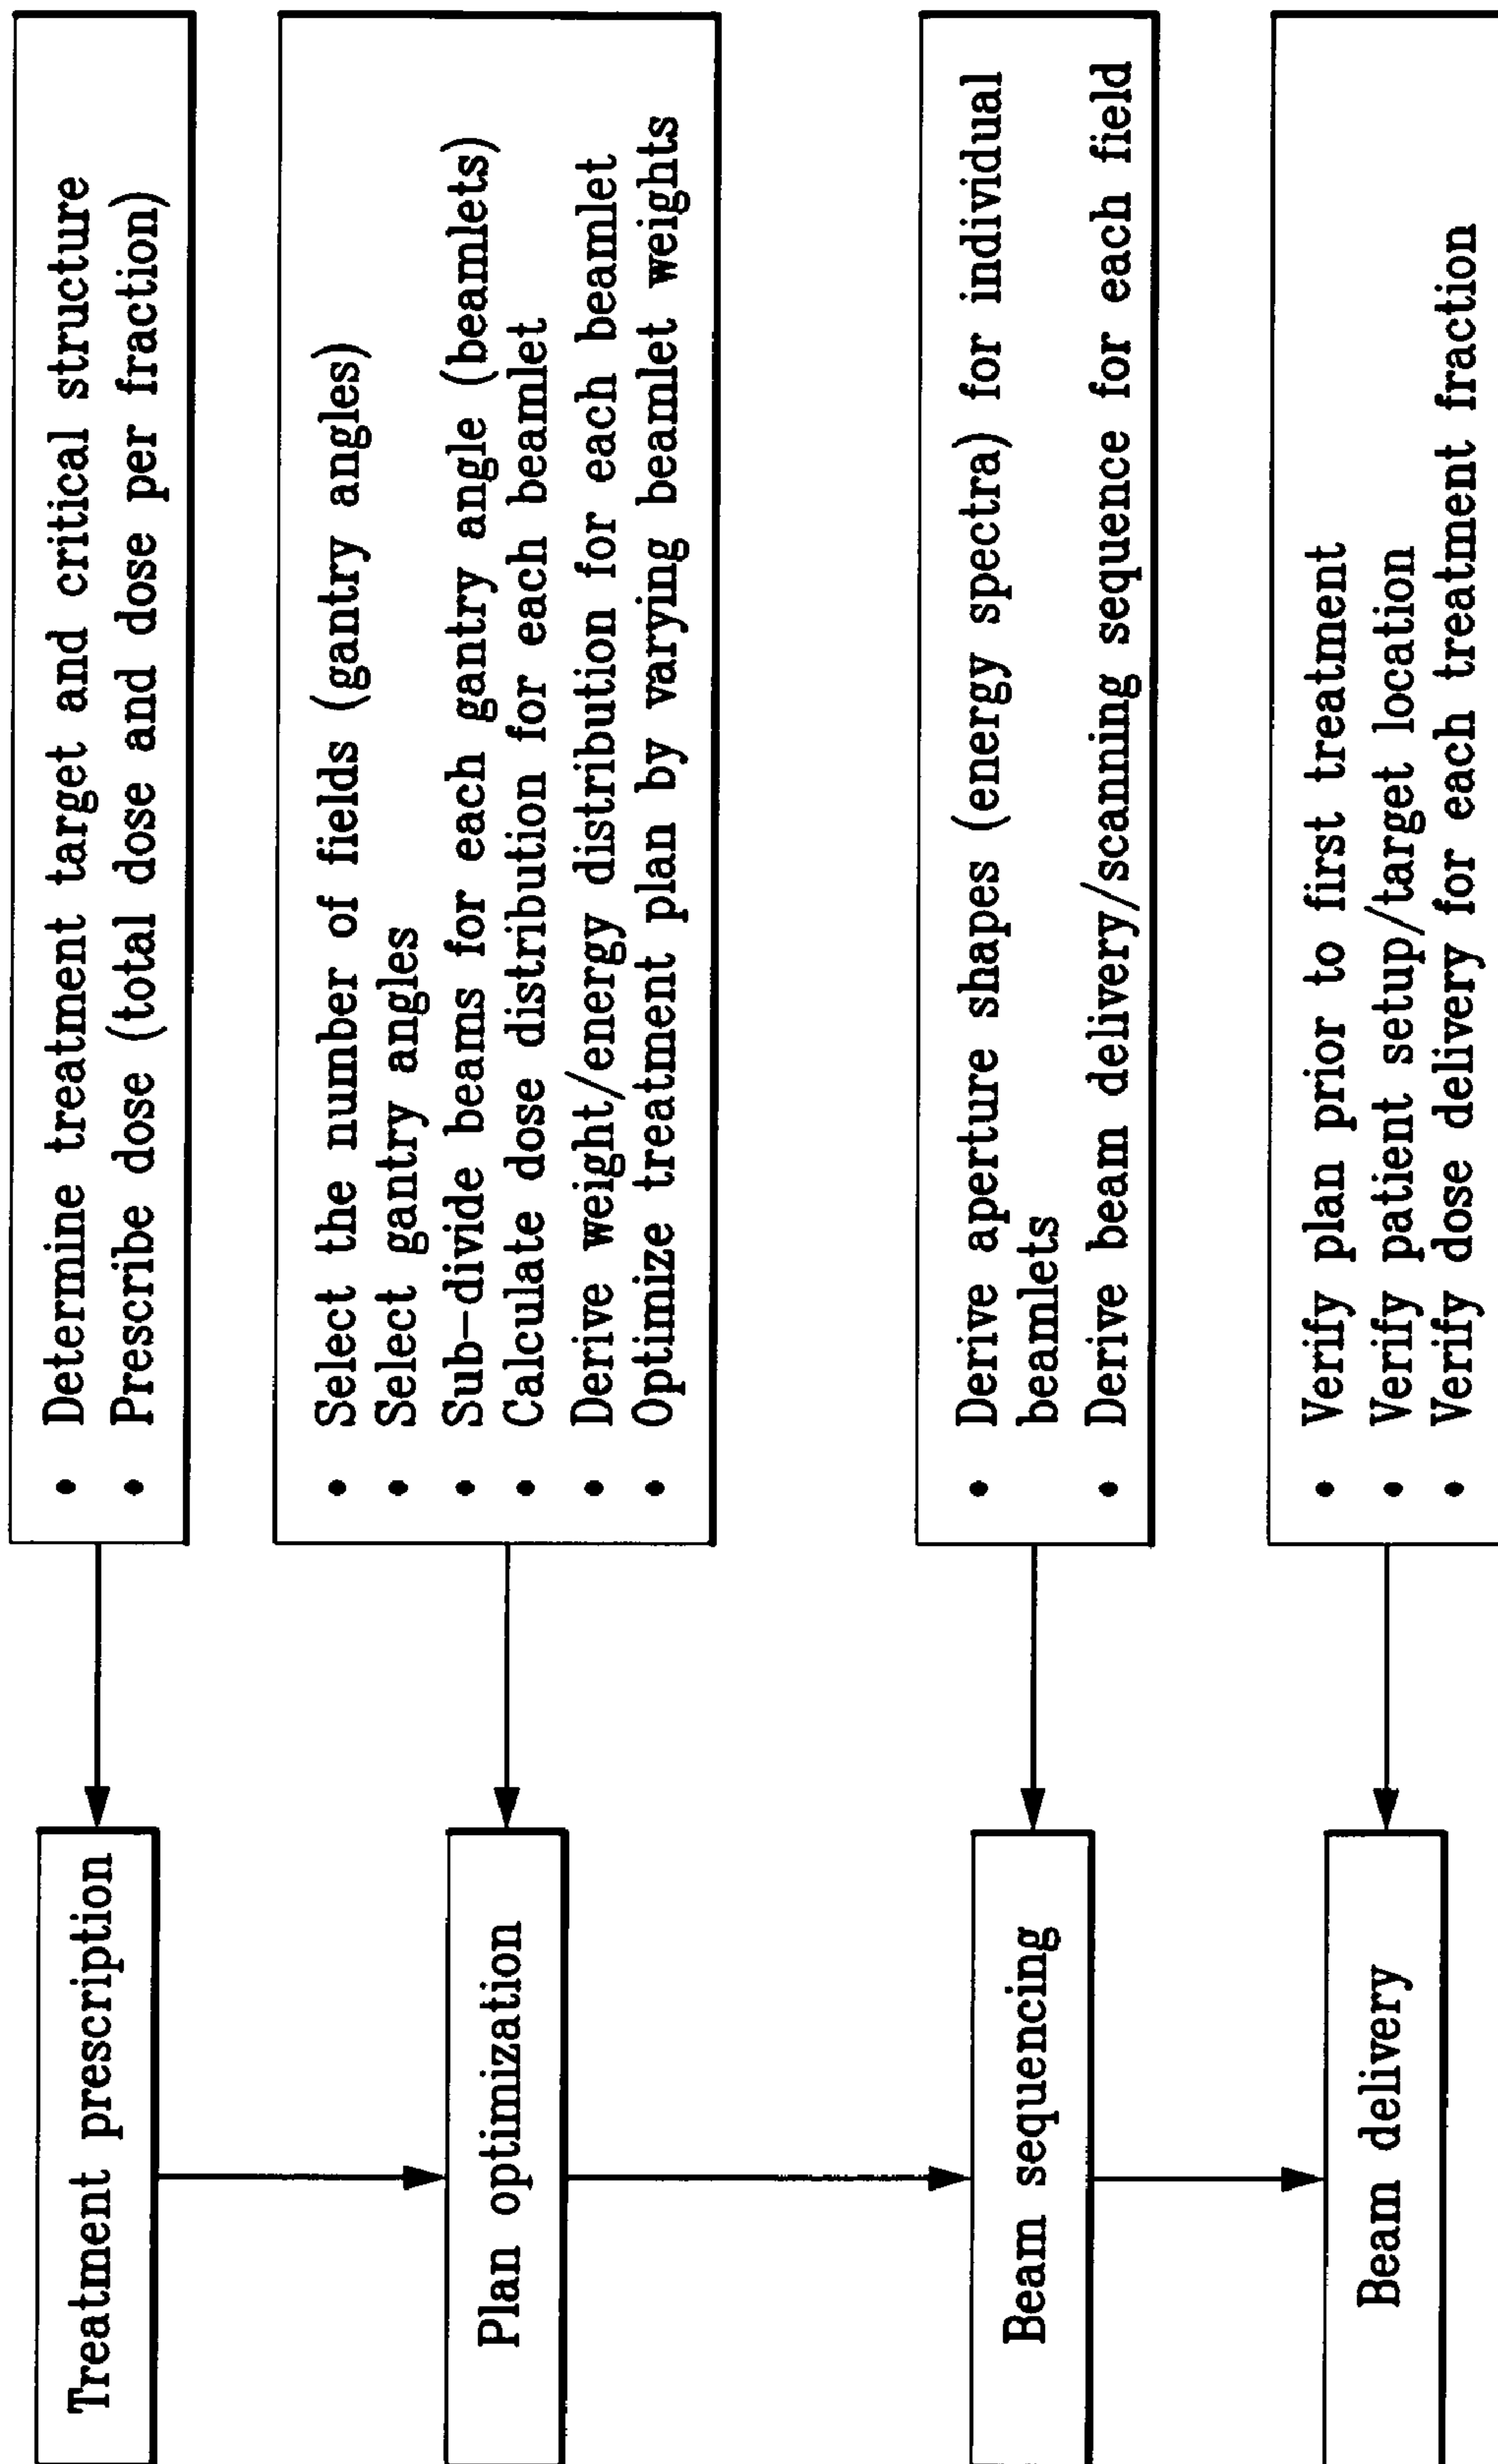 Treatment prescription
• Determine treatment target and critical structure
• Prescribe dose (total dose and dose per fraction)
Plan optimization
• Select the number of fields (gantry angles)
• Select gantry angles
• Sub-divide beams for each gantry angle (beamlets)
• Calculate dose distribution for each beamlet
• Derive weight/energy distribution for each beamlet
• Optimize treatment plan by varying beamlet weights
Beam sequencing
• Derive aperture shapes (energy spectra) for individual
beamlets
• Derive beam delivery/scanning sequence for each field
Beam delivery
• Verify plan prior to first treatment
• Verify patient setup/target location
• Verify dose delivery for each treatment fraction